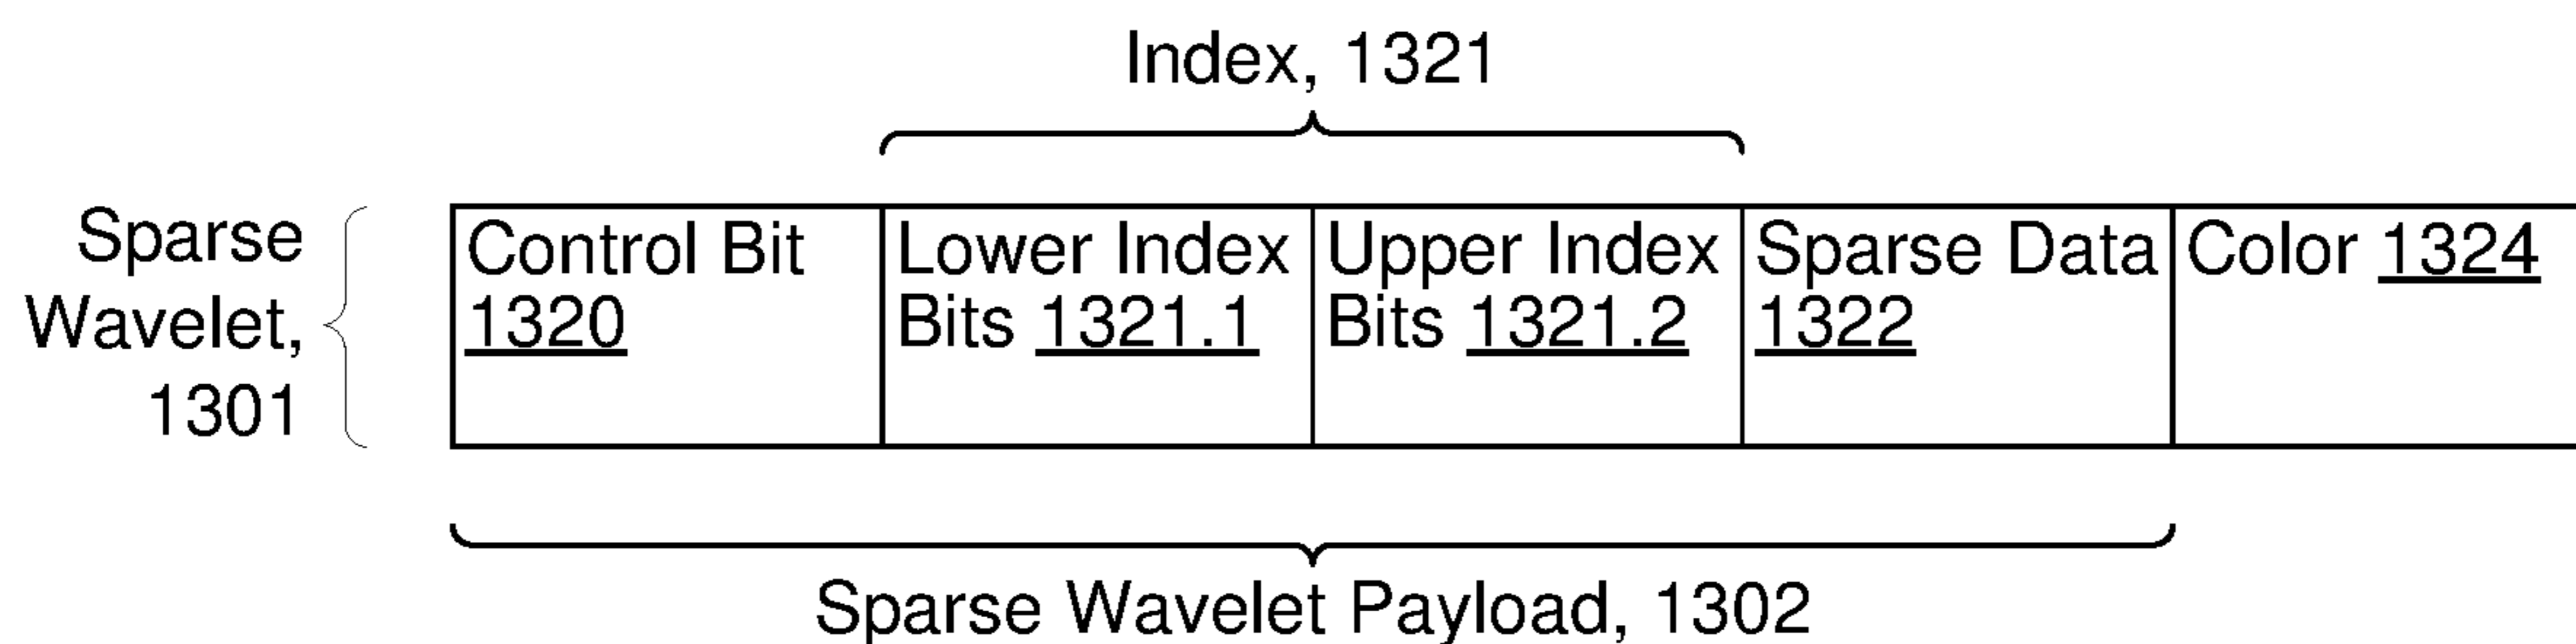 Index, 1321
Sparse
Wavelet,
1301
Control Bit
1320
Lower Index
Bits 1321.1
Upper Index
Bits 1321.2
Sparse Data
1322
Color 1324
Sparse Wavelet Payload, 1302